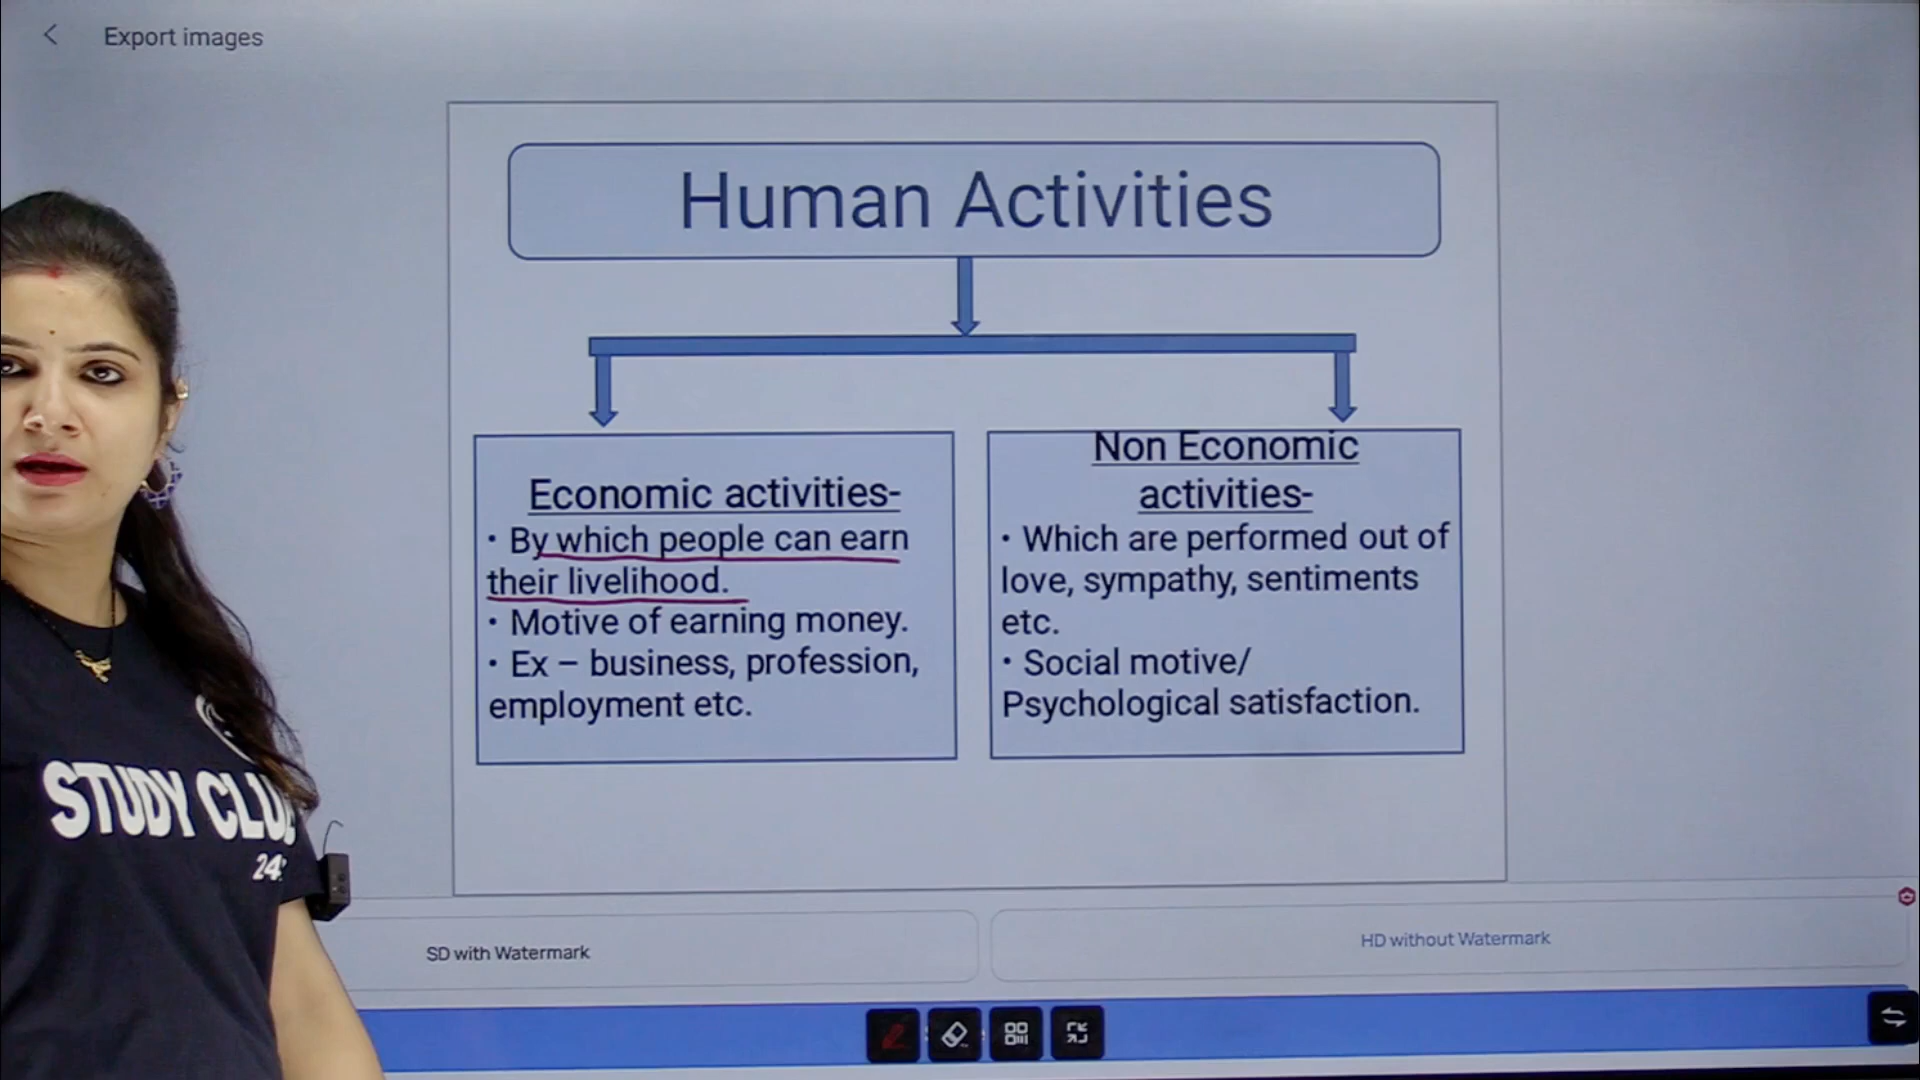 Export images
Human Activities
Economic activities-
• By which people can earn
their livelihood.
• Motive of earning money.
• Ex – business, profession,
employment etc.
Non Economic
activities-
• Which are performed out of
love, sympathy, sentiments
etc.
• Social motive/
Psychological satisfaction.
STUDY CLUB
24
SD with Watermark
HD without Watermark